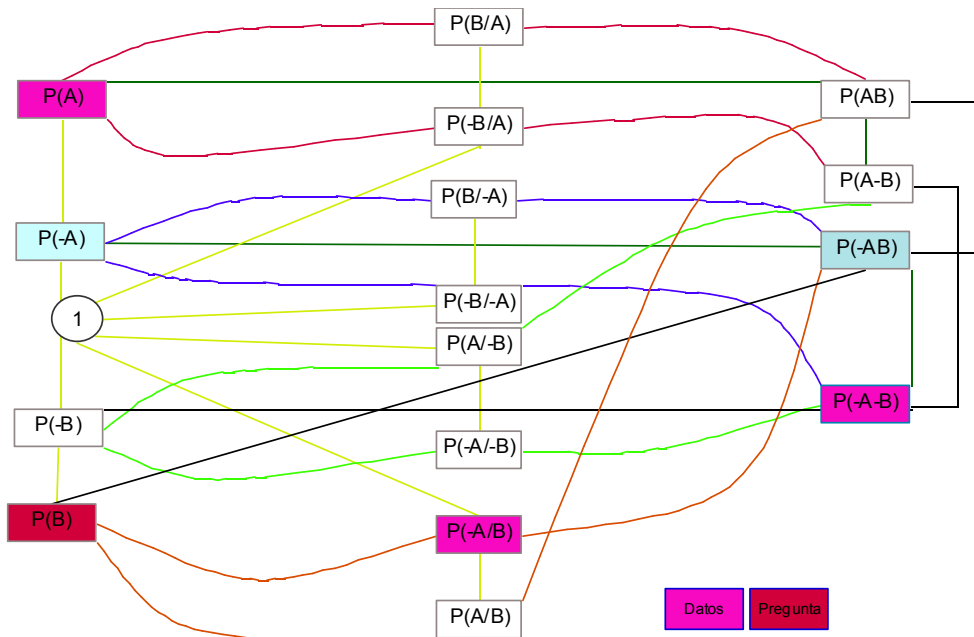 P(B/A)
P(A)
P(AB)
P(-B/A)
P(A-B)
P(B/-A)
P(-A)
P(-AB)
P(-B/-A)
1
P(A/-B)
P(-A-B)
P(-B)
P(-A/-B)
P(B)
P(-A/B)
P(A/B)
Datos
Pregunta